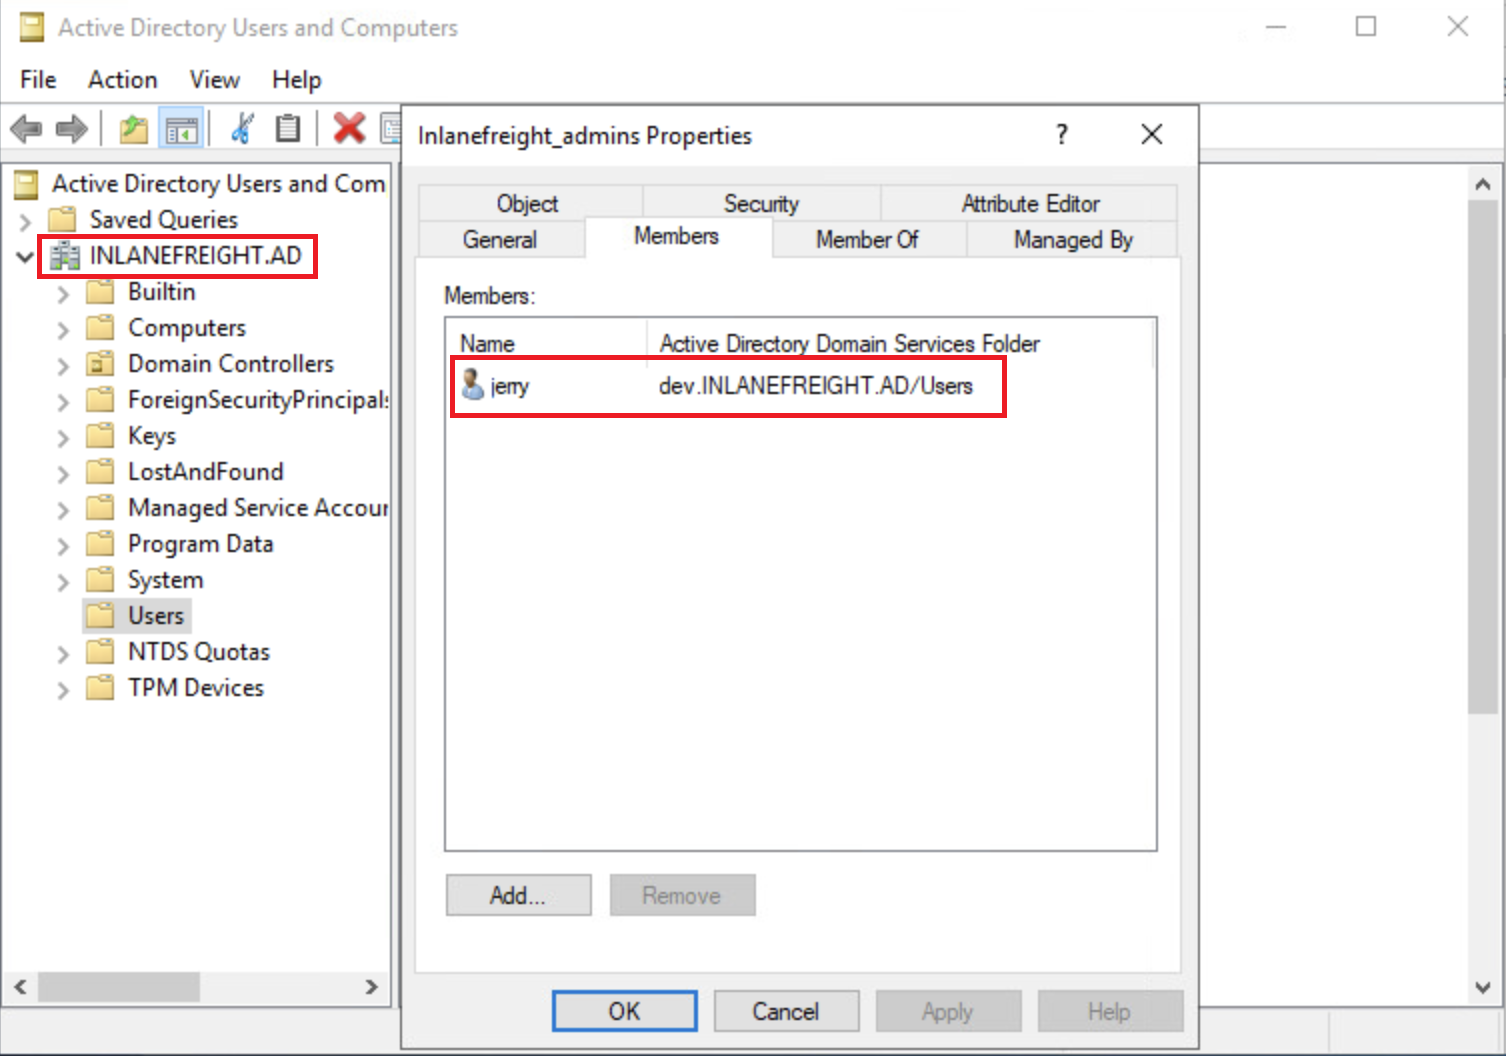 Active Directory Users and Computers
File Action View Help
Active Directory Users and Com
Saved Queries
INLANEFREIGHT.AD
Builtin
Computers
Domain Controllers
ForeignSecurityPrincipals
Keys
LostAndFound
Managed Service Accour
Program Data
System
Users
NTDS Quotas
TPM Devices
Inlanefreight_admins Properties ?
Object Security Attribute Editor
General Members Member Of Managed By
Members:
Name Active Directory Domain Services Folder
jerry dev.INLANEFREIGHT.AD/Users
Add... Remove
OK Cancel Apply Help